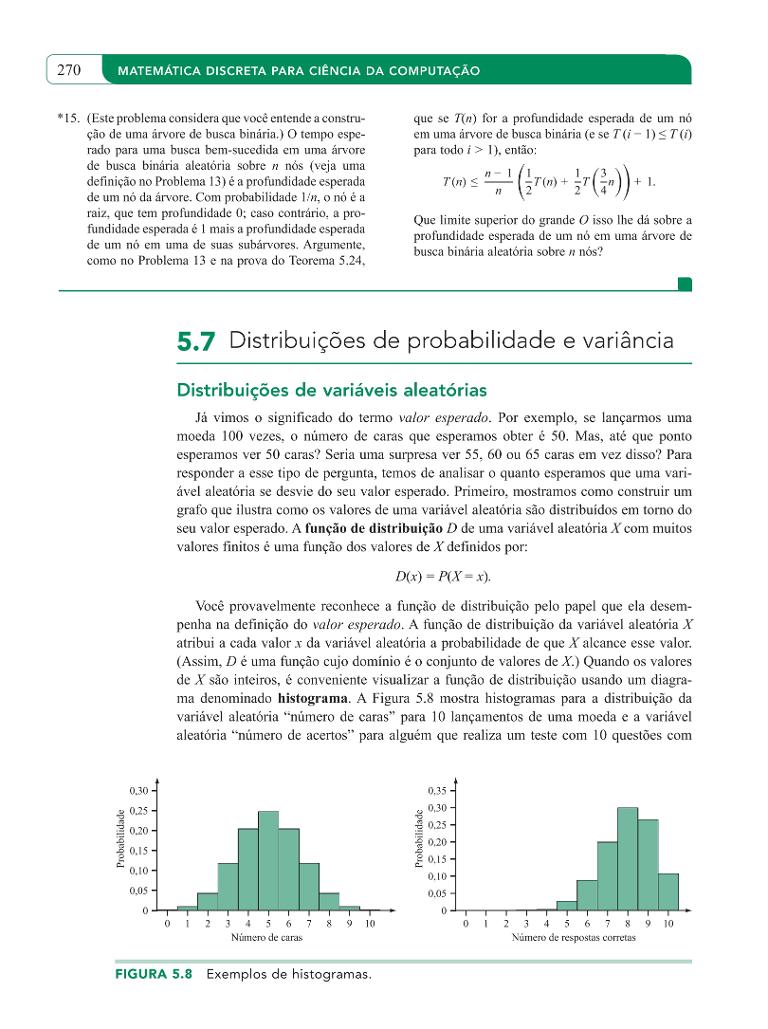 270
MATEMÁTICA DISCRETA PARA CIÊNCIA DA COMPUTAÇÃO
*15. (Este problema considera que você entende a constru-
ção de uma árvore de busca binária.) O tempo espe-
rado para uma busca bem-sucedida em uma árvore
de busca binária aleatória sobre n nós (veja uma
definição no Problema 13) é a profundidade esperada
de um nó da árvore. Com probabilidade 1/n, o nó é a
raiz, que tem profundidade 0; caso contrário, a pro-
fundidade esperada é 1 mais a profundidade esperada
de um nó em uma de suas subárvores. Argumente,
como no Problema 13 e na prova do Teorema 5.24,
que se T(n) for a profundidade esperada de um nó
em uma árvore de busca binária (e se T (i − 1) ≤ T (i)
para todo i > 1), então:
T (n) ≤ n − 1 / n (1/2 T (n) + 1/2 T (3/4 n)) + 1.
Que limite superior do grande O isso lhe dá sobre a
profundidade esperada de um nó em uma árvore de
busca binária aleatória sobre n nós?
5.7 Distribuições de probabilidade e variância
Distribuições de variáveis aleatórias
Já vimos o significado do termo valor esperado. Por exemplo, se lançarmos uma
moeda 100 vezes, o número de caras que esperamos obter é 50. Mas, até que ponto
esperamos ver 50 caras? Seria uma surpresa ver 55, 60 ou 65 caras em vez disso? Para
responder a esse tipo de pergunta, temos de analisar o quanto esperamos que uma vari-
ável aleatória se desvie do seu valor esperado. Primeiro, mostramos como construir um
grafo que ilustra como os valores de uma variável aleatória são distribuídos em torno do
seu valor esperado. A função de distribuição D de uma variável aleatória X com muitos
valores finitos é uma função dos valores de X definidos por:
D(x) = P(X = x).
Você provavelmente reconhece a função de distribuição pelo papel que ela desem-
penha na definição do valor esperado. A função de distribuição da variável aleatória X
atribui a cada valor x da variável aleatória a probabilidade de que X alcance esse valor.
(Assim, D é uma função cujo domínio é o conjunto de valores de X.) Quando os valores
de X são inteiros, é conveniente visualizar a função de distribuição usando um diagra-
ma denominado histograma. A Figura 5.8 mostra histogramas para a distribuição da
variável aleatória “número de caras” para 10 lançamentos de uma moeda e a variável
aleatória “número de acertos” para alguém que realiza um teste com 10 questões com
Probabilidade
0,30
0,25
0,20
0,15
0,10
0,05
0
0 1 2 3 4 5 6 7 8 9 10
Número de caras
Probabilidade
0,35
0,30
0,25
0,20
0,15
0,10
0,05
0
0 1 2 3 4 5 6 7 8 9 10
Número de respostas corretas
FIGURA 5.8 Exemplos de histogramas.